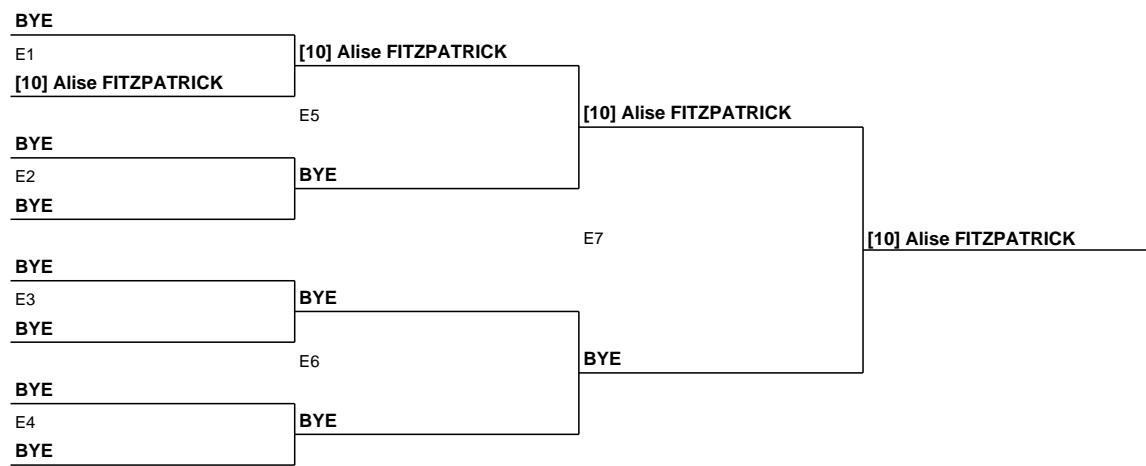 BYE
E1
[10] Alise FITZPATRICK
[10] Alise FITZPATRICK
E5
[10] Alise FITZPATRICK
BYE
E2
BYE
BYE
E7
[10] Alise FITZPATRICK
BYE
E3
BYE
BYE
E6
BYE
BYE
E4
BYE
BYE